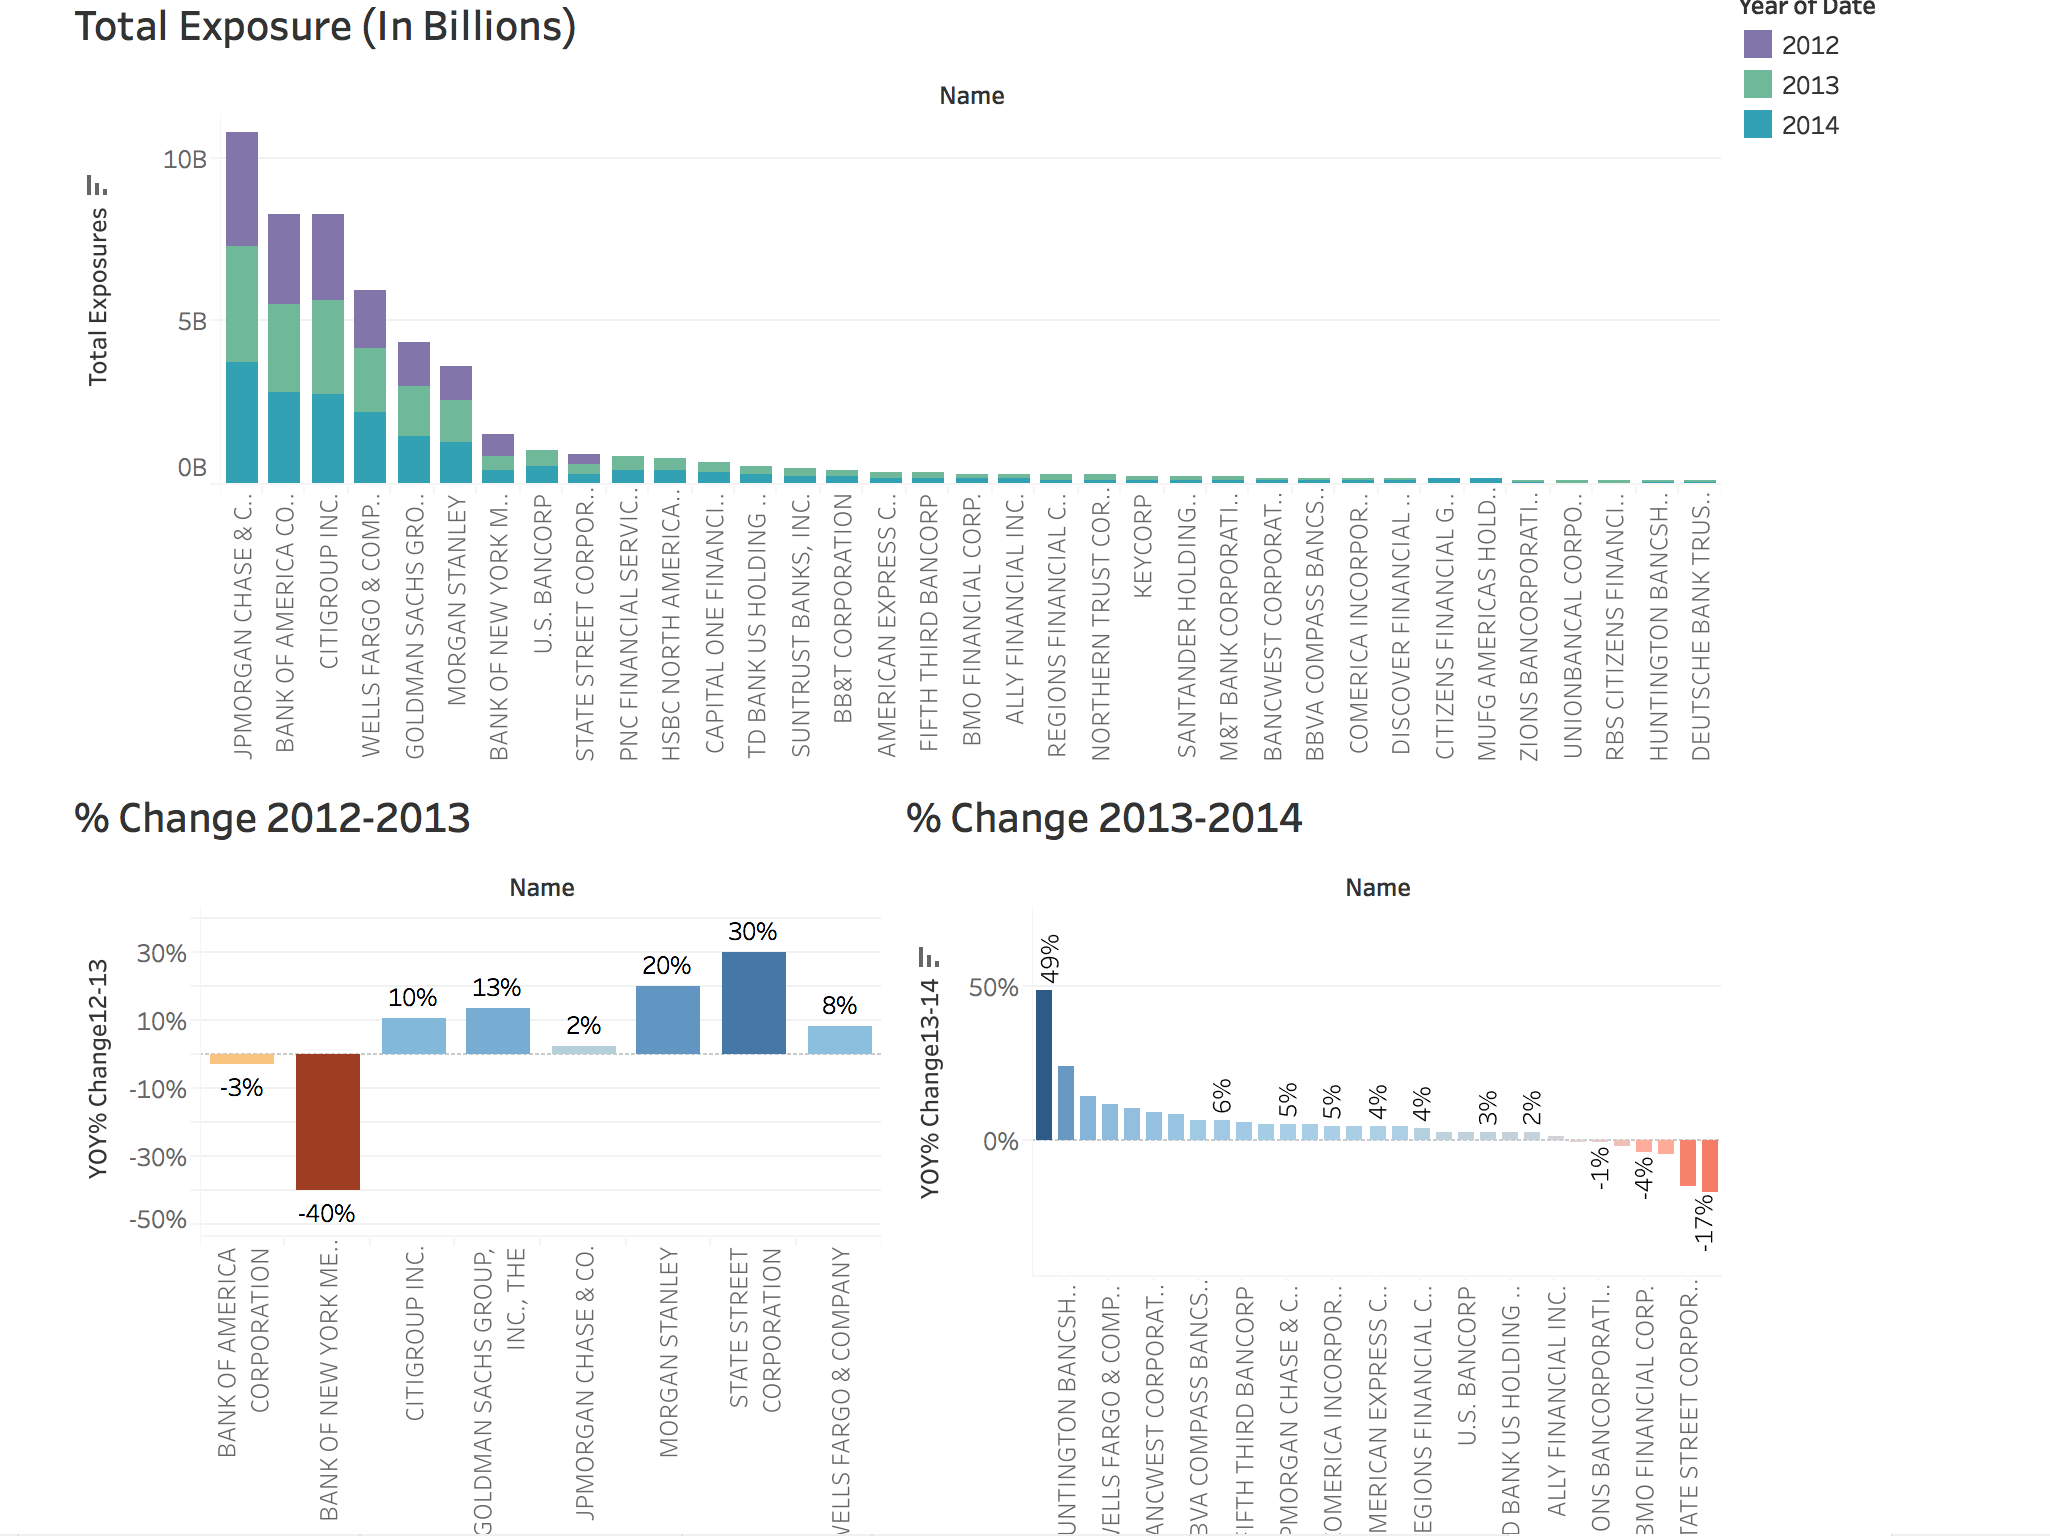 Total Exposure (In Billions)
Year of Date
2012
2013
2014
Name
Total Exposures
10B
5B
0B
JPMORGAN CHASE & C..
BANK OF AMERICA CO..
CITIGROUP INC.
WELLS FARGO & COMP..
GOLDMAN SACHS GRO..
MORGAN STANLEY
BANK OF NEW YORK M..
U.S. BANCORP
STATE STREET CORPOR..
PNC FINANCIAL SERVIC..
HSBC NORTH AMERICA..
CAPITAL ONE FINANCI..
TD BANK US HOLDING ..
SUNTRUST BANKS, INC.
BB&T CORPORATION
AMERICAN EXPRESS C..
FIFTH THIRD BANCORP
BMO FINANCIAL CORP.
ALLY FINANCIAL INC.
REGIONS FINANCIAL C..
NORTHERN TRUST COR..
KEYCORP
SANTANDER HOLDING..
M&T BANK CORPORATI..
BANCWEST CORPORAT..
BBVA COMPASS BANCS..
COMERICA INCORPOR..
DISCOVER FINANCIAL ..
CITIZENS FINANCIAL G..
MUFG AMERICAS HOLD..
ZIONS BANCORPORATI..
UNIONBANCAL CORPO..
RBS CITIZENS FINANCI..
HUNTINGTON BANCSH..
DEUTSCHE BANK TRUS..
% Change 2012-2013
Name
YOY% Change12-13
30%
10%
-10%
-30%
-50%
-3%
-40%
10%
13%
2%
20%
30%
8%
BANK OF AMERICA
CORPORATION
BANK OF NEW YORK ME..
CITIGROUP INC.
GOLDMAN SACHS GROUP,
INC., THE
JPMORGAN CHASE & CO.
MORGAN STANLEY
STATE STREET
CORPORATION
WELLS FARGO & COMPANY
% Change 2013-2014
Name
YOY% Change13-14
50%
0%
49%
6%
5%
5%
4%
4%
3%
2%
-1%
-4%
-17%
UNTINGTON BANCSH..
WELLS FARGO & COMP..
ANCWEST CORPORAT..
BVA COMPASS BANCS..
FIFTH THIRD BANCORP
PMORGAN CHASE & C..
OMERICA INCORPOR..
MERICAN EXPRESS C..
EGIONS FINANCIAL C..
U.S. BANCORP
D BANK US HOLDING ..
ALLY FINANCIAL INC.
ONS BANCORPORATI..
BMO FINANCIAL CORP.
TATE STREET CORPOR..